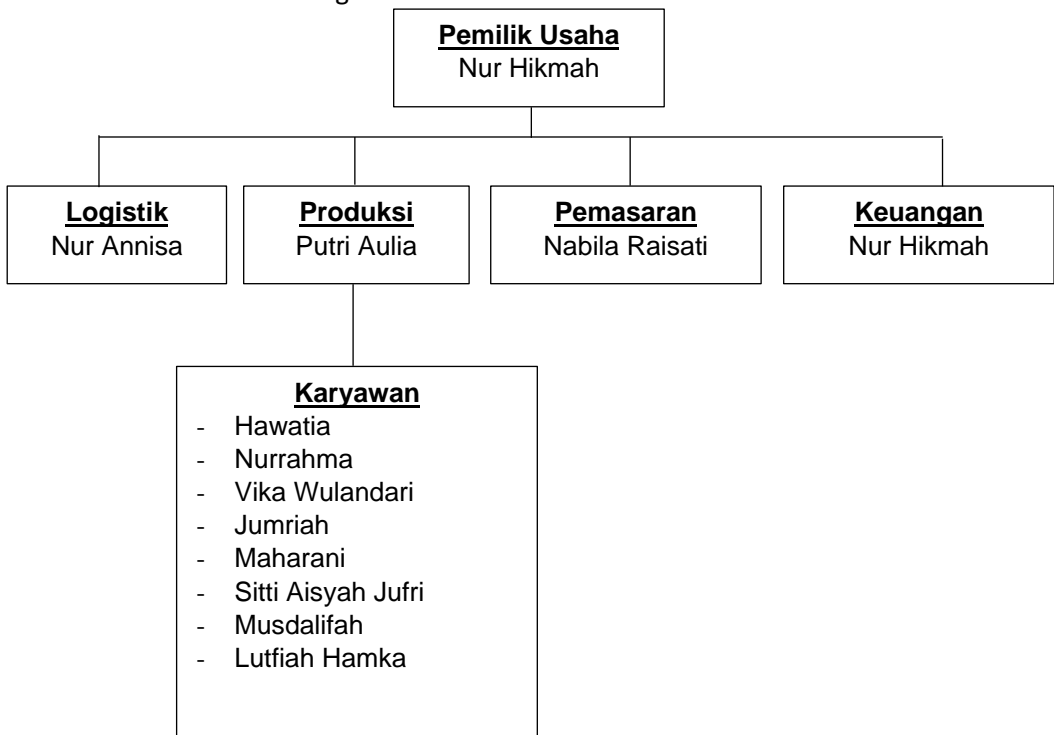 Pemilik Usaha
Nur Hikmah
Logistik
Nur Annisa
Produksi
Putri Aulia
Pemasaran
Nabila Raisati
Keuangan
Nur Hikmah
Karyawan
- Hawatia
- Nurrahma
- Vika Wulandari
- Jumriah
- Maharani
- Sitti Aisyah Jufri
- Musdalifah
- Lutfiah Hamka